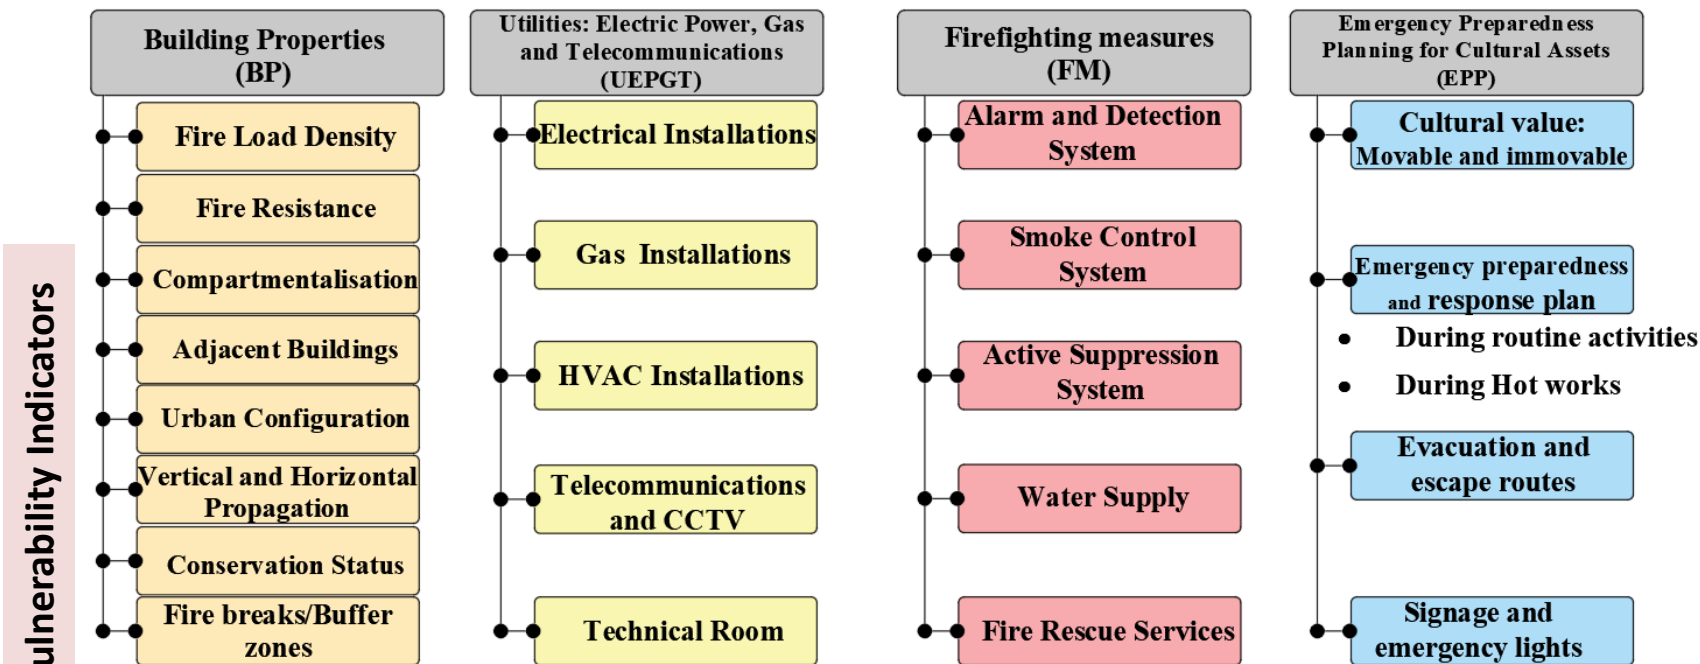 Building Properties
(BP)
Fire Load Density
Fire Resistance
Compartmentalisation
Adjacent Buildings
Urban Configuration
Vertical and Horizontal
Propagation
Conservation Status
Fire breaks/Buffer
zones
Utilities: Electric Power, Gas
and Telecommunications
(UEPGT)
Electrical Installations
Gas Installations
HVAC Installations
Telecommunications
and CCTV
Technical Room
Firefighting measures
(FM)
Alarm and Detection
System
Smoke Control
System
Active Suppression
System
Water Supply
Fire Rescue Services
Emergency Preparedness
Planning for Cultural Assets
(EPP)
Cultural value:
Movable and immovable
Emergency preparedness
and response plan
• During routine activities
• During Hot works
Evacuation and
escape routes
Signage and
emergency lights
ulnerability Indicators